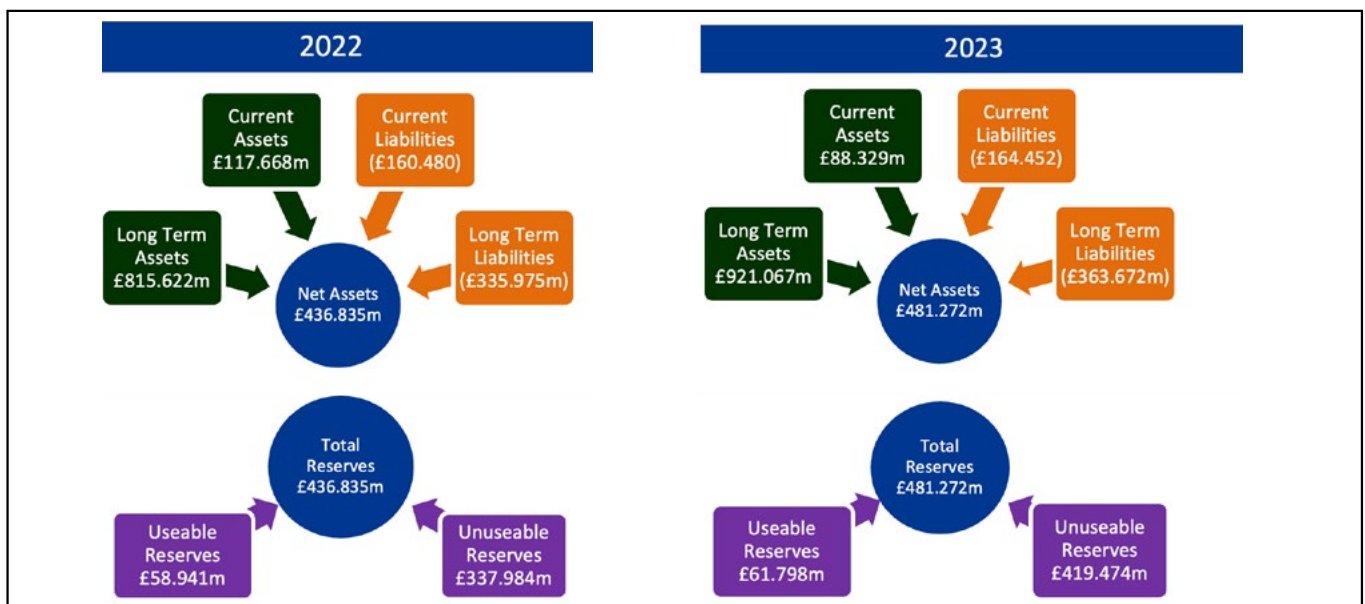 2022
Current
Assets
£117.668m
Current
Liabilities
(£160.480)
Long Term
Assets
£815.622m
Long Term
Liabilities
(£335.975m)
Net Assets
£436.835m
Total
Reserves
£436.835m
Useable
Reserves
£58.941m
Unuseable
Reserves
£337.984m
2023
Current
Assets
£88.329m
Current
Liabilities
(£164.452)
Long Term
Assets
£921.067m
Long Term
Liabilities
(£363.672m)
Net Assets
£481.272m
Total
Reserves
£481.272m
Useable
Reserves
£61.798m
Unuseable
Reserves
£419.474m